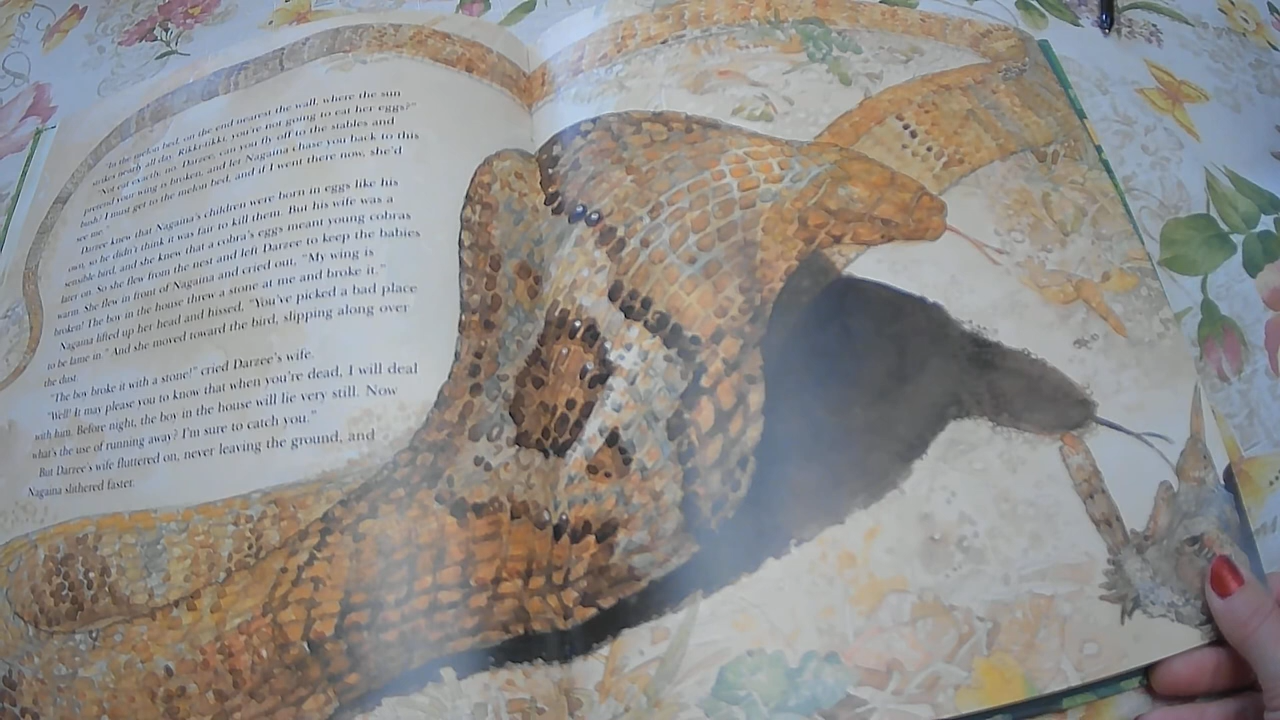 "In the melon bed, on the end nearest the wall, where the sun
strikes nearly all day. Rikki-tikki, you're not going to eat her eggs?"
"Not eat exactly, no. Darzee, can you fly off to the stables and
pretend your wing is broken, and let Nagaina chase you back to this
bush? I must get to the melon bed, and if I went there now, she'd
see me."
Darzee knew that Nagaina's children were born in eggs like his
own, so he didn't think it was fair to kill them. But his wife was a
sensible bird, and she knew that a cobra's eggs meant young cobras
later on. So she flew from the nest and left Darzee to keep the babies
warm. She flew in front of Nagaina and cried out, "My wing is
broken! The boy in the house threw a stone at me and broke it."
Nagaina lifted up her head and hissed, "You've picked a bad place
to be lame in." And she moved toward the bird, slipping along over
the dust.
"The boy broke it with a stone!" cried Darzee's wife.
"Well! It may please you to know that when you're dead, I will deal
with him. Before night, the boy in the house will lie very still. Now
what's the use of running away? I'm sure to catch you."
But Darzee's wife fluttered on, never leaving the ground, and
Nagaina slithered faster.